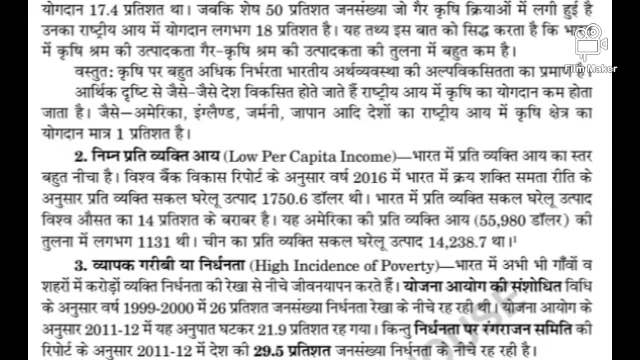 योगदान 17.4 प्रतिशत था। जबकि शेष 50 प्रतिशत जनसंख्या जो गैर कृषि क्रियाओं में लगी हुई है
उनका राष्ट्रीय आय में योगदान लगभग 18 प्रतिशत है। यह तथ्य इस बात को सिद्ध करता है कि भारत
में कृषि श्रम की उत्पादकता गैर-कृषि श्रम की उत्पादकता की तुलना में बहुत कम है।
वस्तुतः कृषि पर बहुत अधिक निर्भरता भारतीय अर्थव्यवस्था की अल्पविकसितता का प्रमाण है।
आर्थिक दृष्टि से जैसे-जैसे देश विकसित होते जाते हैं राष्ट्रीय आय में कृषि का योगदान कम होता
जाता है। जैसे—अमेरिका, इंग्लैण्ड, जर्मनी, जापान आदि देशों का राष्ट्रीय आय में कृषि क्षेत्र का
योगदान मात्र 1 प्रतिशत है।
2. निम्न प्रति व्यक्ति आय (Low Per Capita Income)—भारत में प्रति व्यक्ति आय का स्तर
बहुत नीचा है। विश्व बैंक विकास रिपोर्ट के अनुसार वर्ष 2016 में भारत में क्रय शक्ति समता रीति के
अनुसार प्रति व्यक्ति सकल घरेलू उत्पाद 1750.6 डॉलर थी। भारत में प्रति व्यक्ति सकल घरेलू उत्पाद
विश्व औसत का 14 प्रतिशत के बराबर है। यह अमेरिका की प्रति व्यक्ति आय (55,980 डॉलर) की
तुलना में लगभग 1131 थी। चीन का प्रति व्यक्ति सकल घरेलू उत्पाद 14,238.7 था।¹
3. व्यापक गरीबी या निर्धनता (High Incidence of Poverty)—भारत में अभी भी गाँवों व
शहरों में करोड़ों व्यक्ति निर्धनता की रेखा से नीचे जीवनयापन करते हैं। योजना आयोग की संशोधित विधि
के अनुसार वर्ष 1999-2000 में 26 प्रतिशत जनसंख्या निर्धनता रेखा के नीचे रह रही थी। योजना आयोग के
अनुसार 2011-12 में यह अनुपात घटकर 21.9 प्रतिशत रह गया। किन्तु निर्धनता पर रंगराजन समिति की
रिपोर्ट के अनुसार 2011-12 में देश की 29.5 प्रतिशत जनसंख्या निर्धनता के नीचे रह रही है।
Film Maker